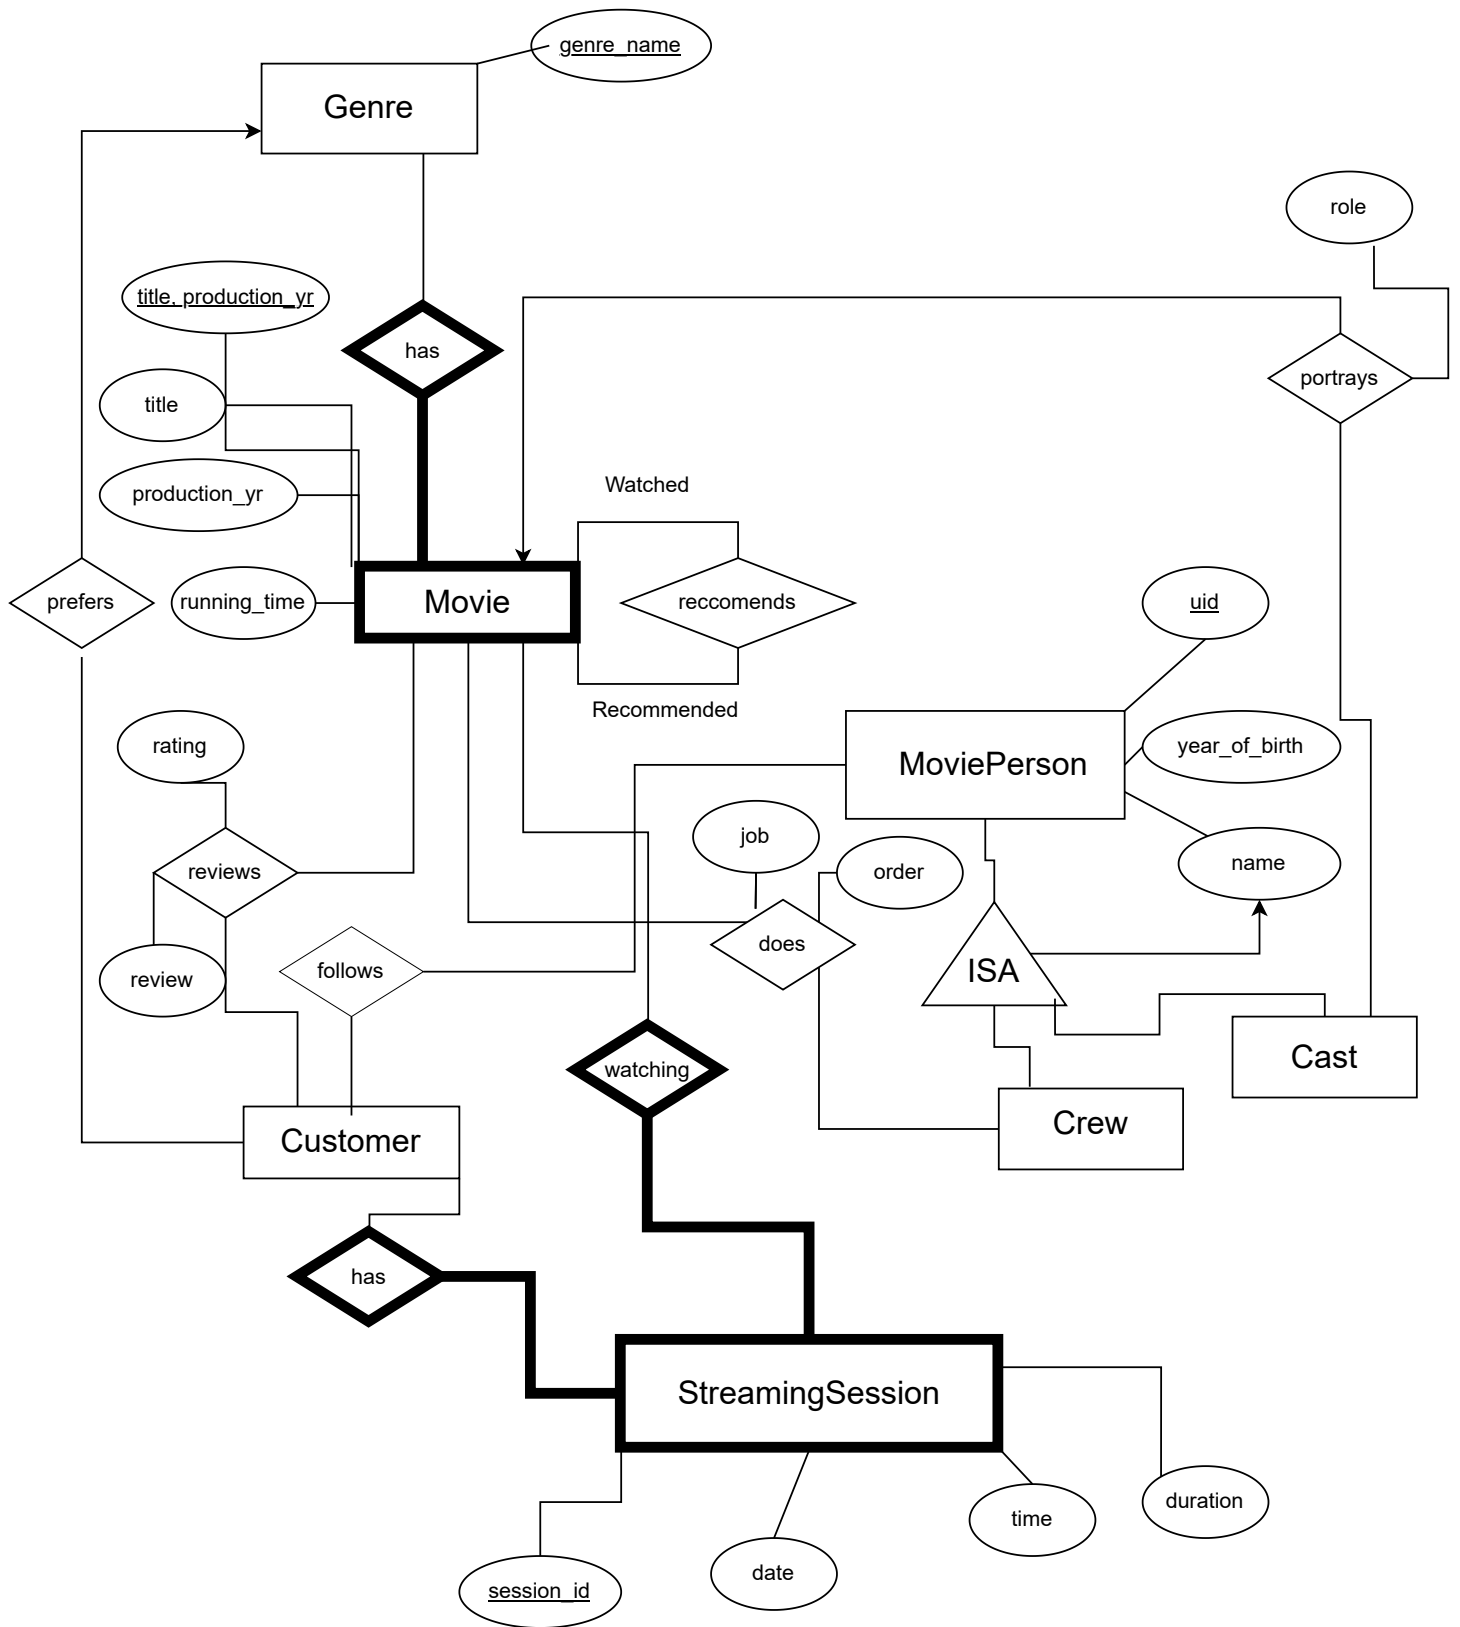 genre_name
Genre
role
title, production_yr
has
portrays
title
production_yr
Watched
prefers
running_time
Movie
reccomends
uid
Recommended
rating
MoviePerson
year_of_birth
job
order
name
reviews
does
review
follows
ISA
watching
Cast
Customer
Crew
has
StreamingSession
duration
time
date
session_id